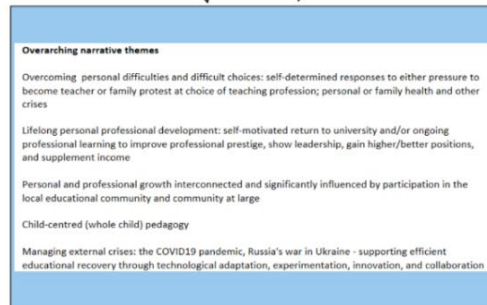 Overarching narrative themes
Overcoming personal difficulties and difficult choices: self-determined responses to either pressure to
become teacher or family protest at choice of teaching profession; personal or family health and other
crises
Lifelong personal professional development: self-motivated return to university and/or ongoing
professional learning to improve professional prestige, show leadership, gain higher/better positions,
and supplement income
Personal and professional growth interconnected and significantly influenced by participation in the
local educational community and community at large
Child-centred (whole child) pedagogy
Managing external crises: the COVID19 pandemic, Russia's war in Ukraine - supporting efficient
educational recovery through technological adaptation, experimentation, innovation, and collaboration